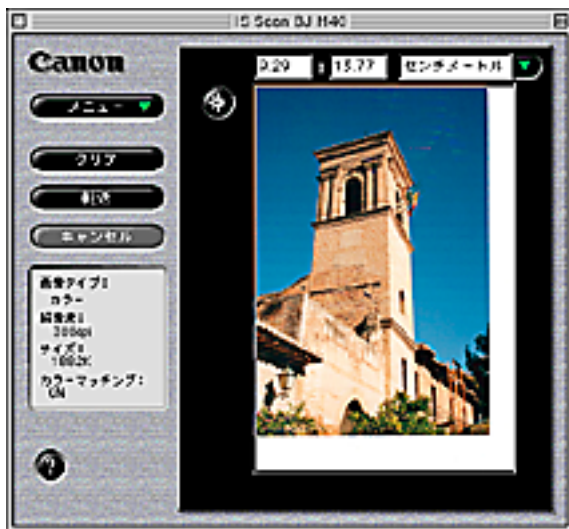 IS Scan BJ M40
Canon
9.29 : 15.77 センチメートル
メニュー
クリア
キャンセル
画像タイプ:
カラー
解像度:
サイズ:
1882K
カラーマッチング:
ON
?